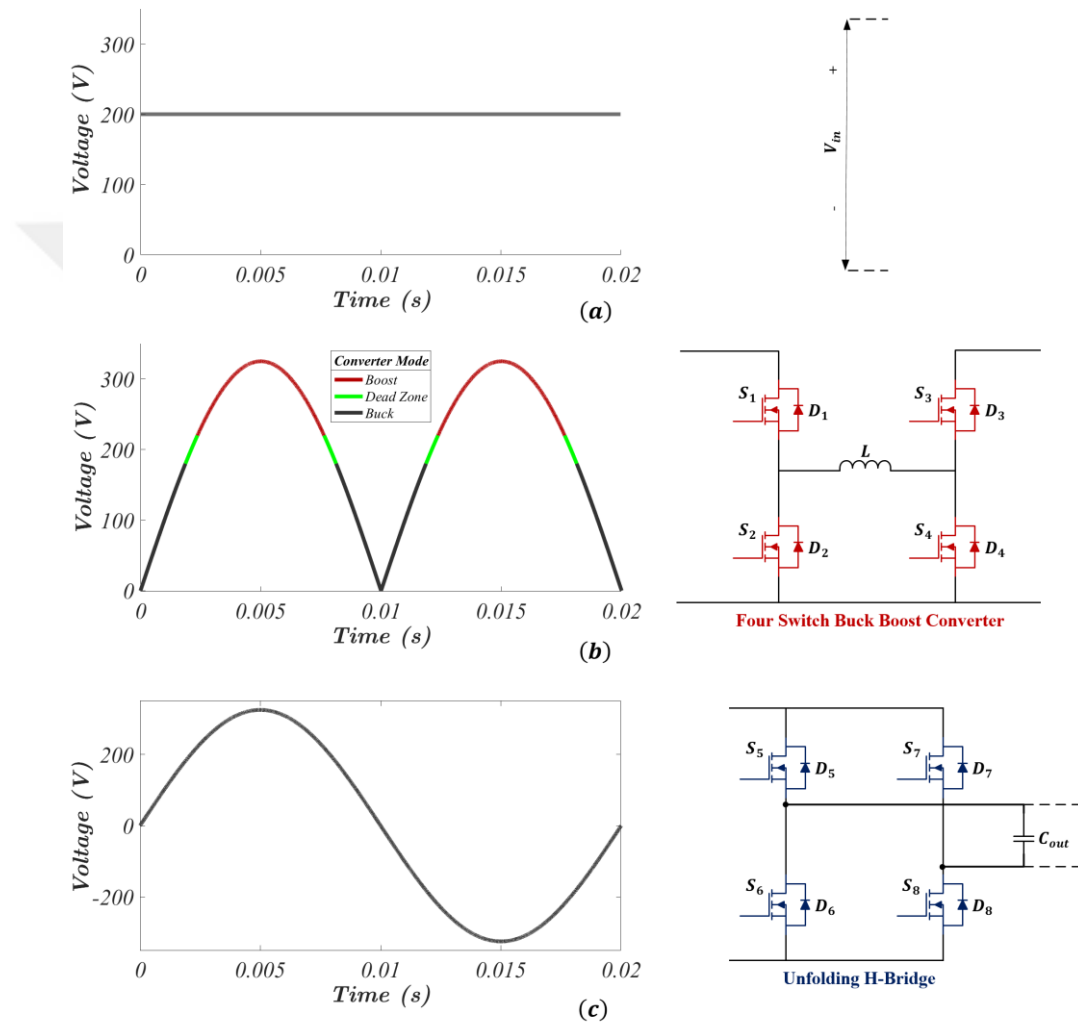 Voltage (V)
300
200
100
0
0 0.005 0.01 0.015 0.02
Time (s)
+
V_in
-
(a)
Voltage (V)
300
200
100
0
0 0.005 0.01 0.015 0.02
Time (s)
Converter Mode
Boost
Dead Zone
Buck
S_1 D_1 S_3 D_3
L
S_2 D_2 S_4 D_4
Four Switch Buck Boost Converter
(b)
Voltage (V)
200
0
-200
0 0.005 0.01 0.015 0.02
Time (s)
S_5 D_5 S_7 D_7
C_out
S_6 D_6 S_8 D_8
Unfolding H-Bridge
(c)